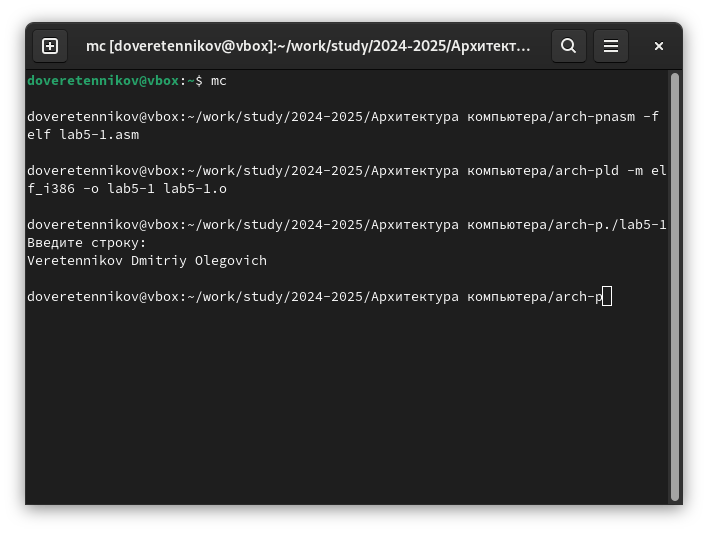 mc [doveretennikov@vbox]:~/work/study/2024-2025/Архитект…
doveretennikov@vbox:~$ mc
doveretennikov@vbox:~/work/study/2024-2025/Архитектура компьютера/arch-pnasm -f
elf lab5-1.asm
doveretennikov@vbox:~/work/study/2024-2025/Архитектура компьютера/arch-pld -m el
f_i386 -o lab5-1 lab5-1.o
doveretennikov@vbox:~/work/study/2024-2025/Архитектура компьютера/arch-p./lab5-1
Введите строку:
Veretennikov Dmitriy Olegovich
doveretennikov@vbox:~/work/study/2024-2025/Архитектура компьютера/arch-p